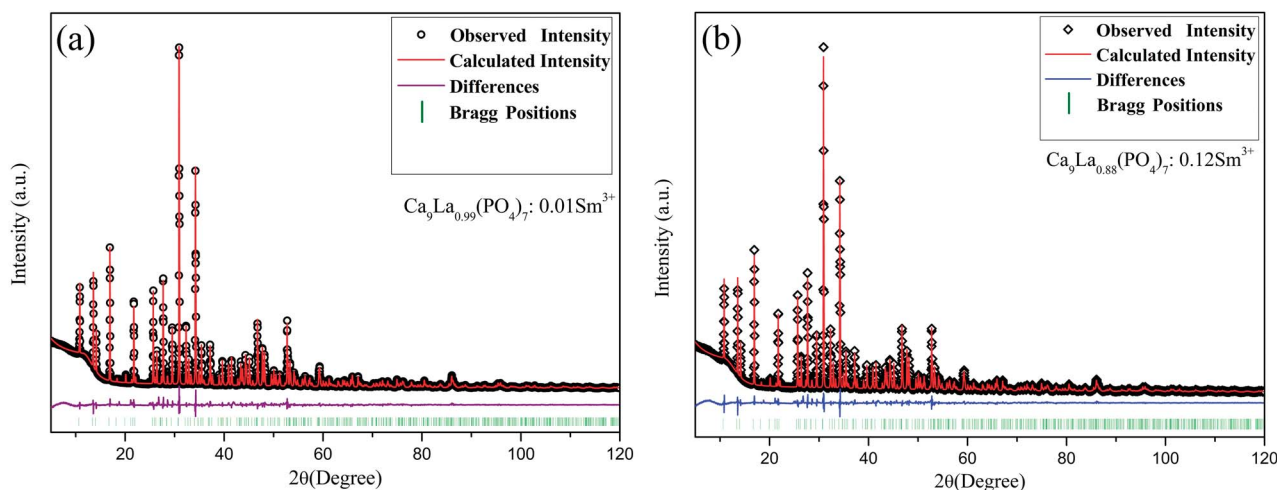 (a)
Observed Intensity
Calculated Intensity
Differences
Bragg Positions
Ca₉La₀.₉₉(PO₄)₇: 0.01Sm³⁺
Intensity (a.u.)
20 40 60 80 100 120
2θ(Degree)
(b)
Observed Intensity
Calculated Intensity
Differences
Bragg Positions
Ca₉La₀.₈₈(PO₄)₇: 0.12Sm³⁺
Intensity (a.u.)
20 40 60 80 100 120
2θ(Degree)